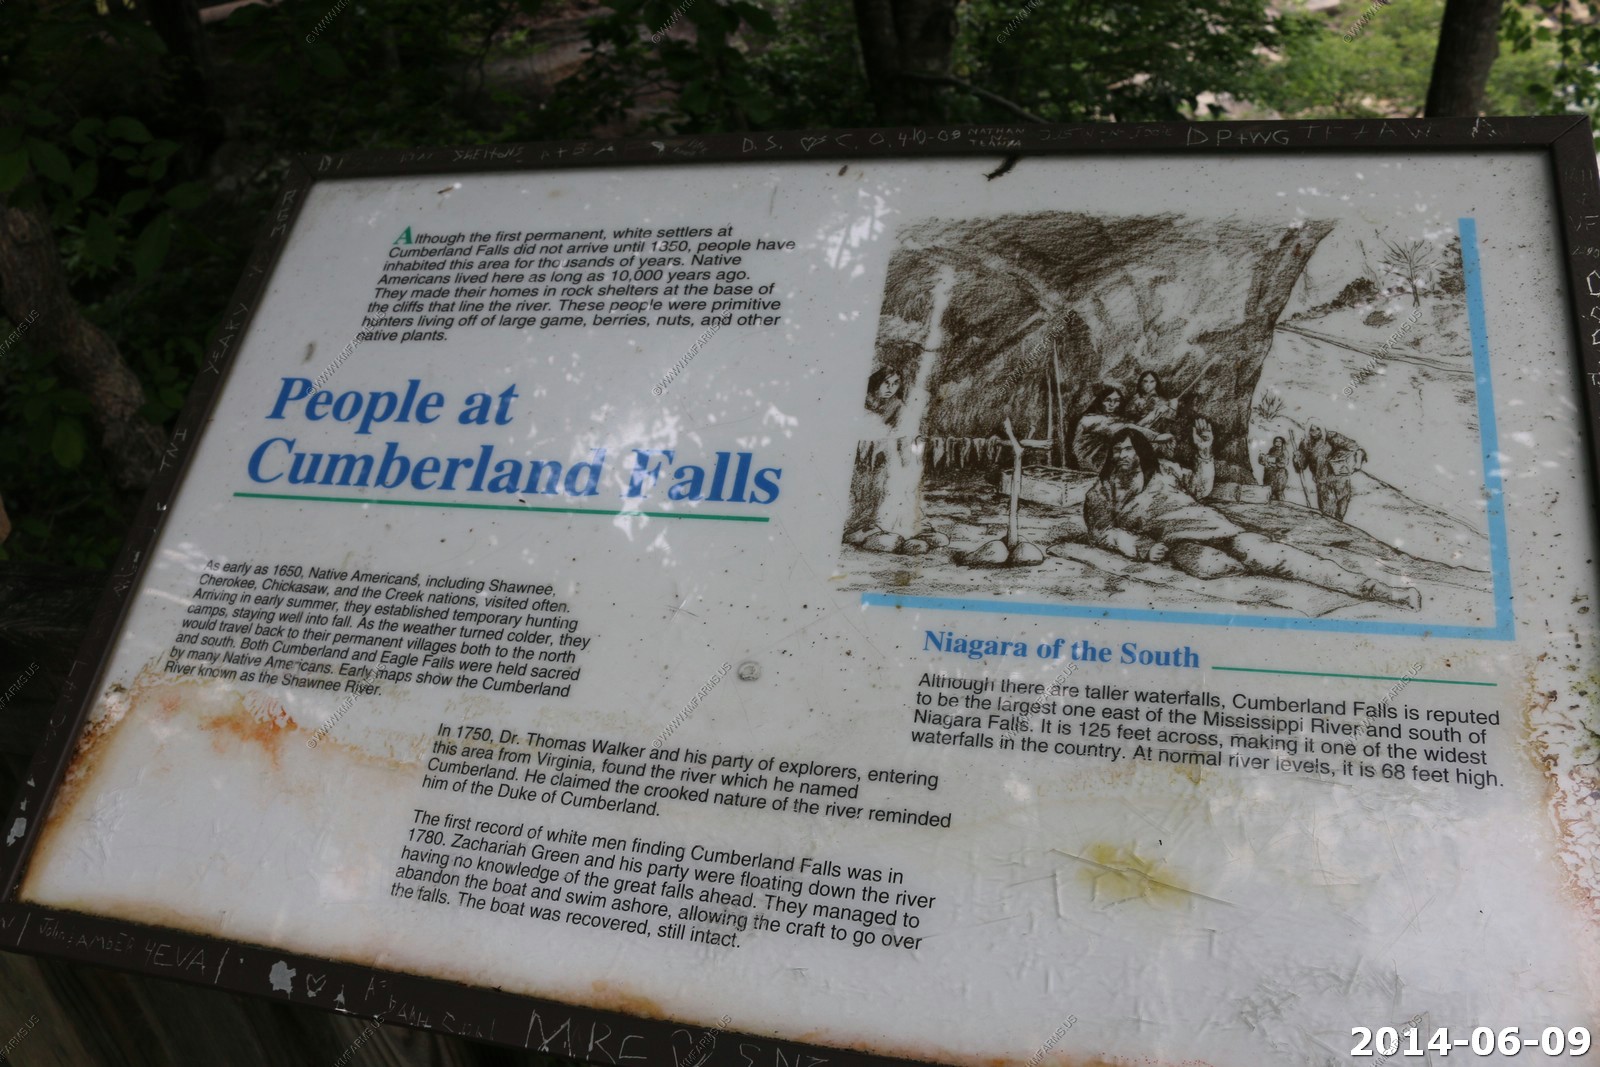 D.S. C.O. 4-10-09 NATHAN
DP+WG TF+AW
Although the first permanent, white settlers at
Cumberland Falls did not arrive until 1850, people have
inhabited this area for thousands of years. Native
Americans lived here as long as 10,000 years ago.
They made their homes in rock shelters at the base of
the cliffs that line the river. These people were primitive
hunters living off of large game, berries, nuts, and other
native plants.
People at
Cumberland Falls
As early as 1650, Native Americans, including Shawnee,
Cherokee, Chickasaw, and the Creek nations, visited often.
Arriving in early summer, they established temporary hunting
camps, staying well into fall. As the weather turned colder, they
would travel back to their permanent villages both to the north
and south. Both Cumberland and Eagle Falls were held sacred
by many Native Americans. Early maps show the Cumberland
River known as the Shawnee River.
In 1750, Dr. Thomas Walker and his party of explorers, entering
this area from Virginia, found the river which he named
Cumberland. He claimed the crooked nature of the river reminded
him of the Duke of Cumberland.
The first record of white men finding Cumberland Falls was in
1780. Zachariah Green and his party were floating down the river
having no knowledge of the great falls ahead. They managed to
abandon the boat and swim ashore, allowing the craft to go over
the falls. The boat was recovered, still intact.
Niagara of the South
Although there are taller waterfalls, Cumberland Falls is reputed
to be the largest one east of the Mississippi River and south of
Niagara Falls. It is 125 feet across, making it one of the widest
waterfalls in the country. At normal river levels, it is 68 feet high.
AMBER 4EVA
©WWW.KMFARMS.US
2014-06-09